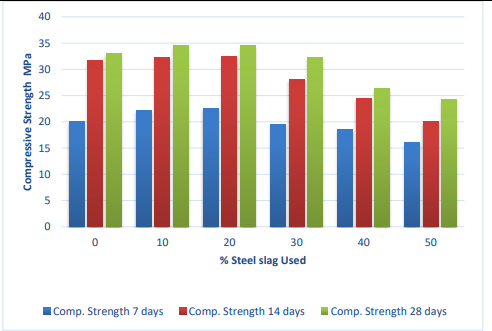 40
35
30
25
20
15
10
5
0
Compressive Strength MPa
0 10 20 30 40 50
% Steel slag Used
Comp. Strength 7 days Comp. Strength 14 days Comp. Strength 28 days